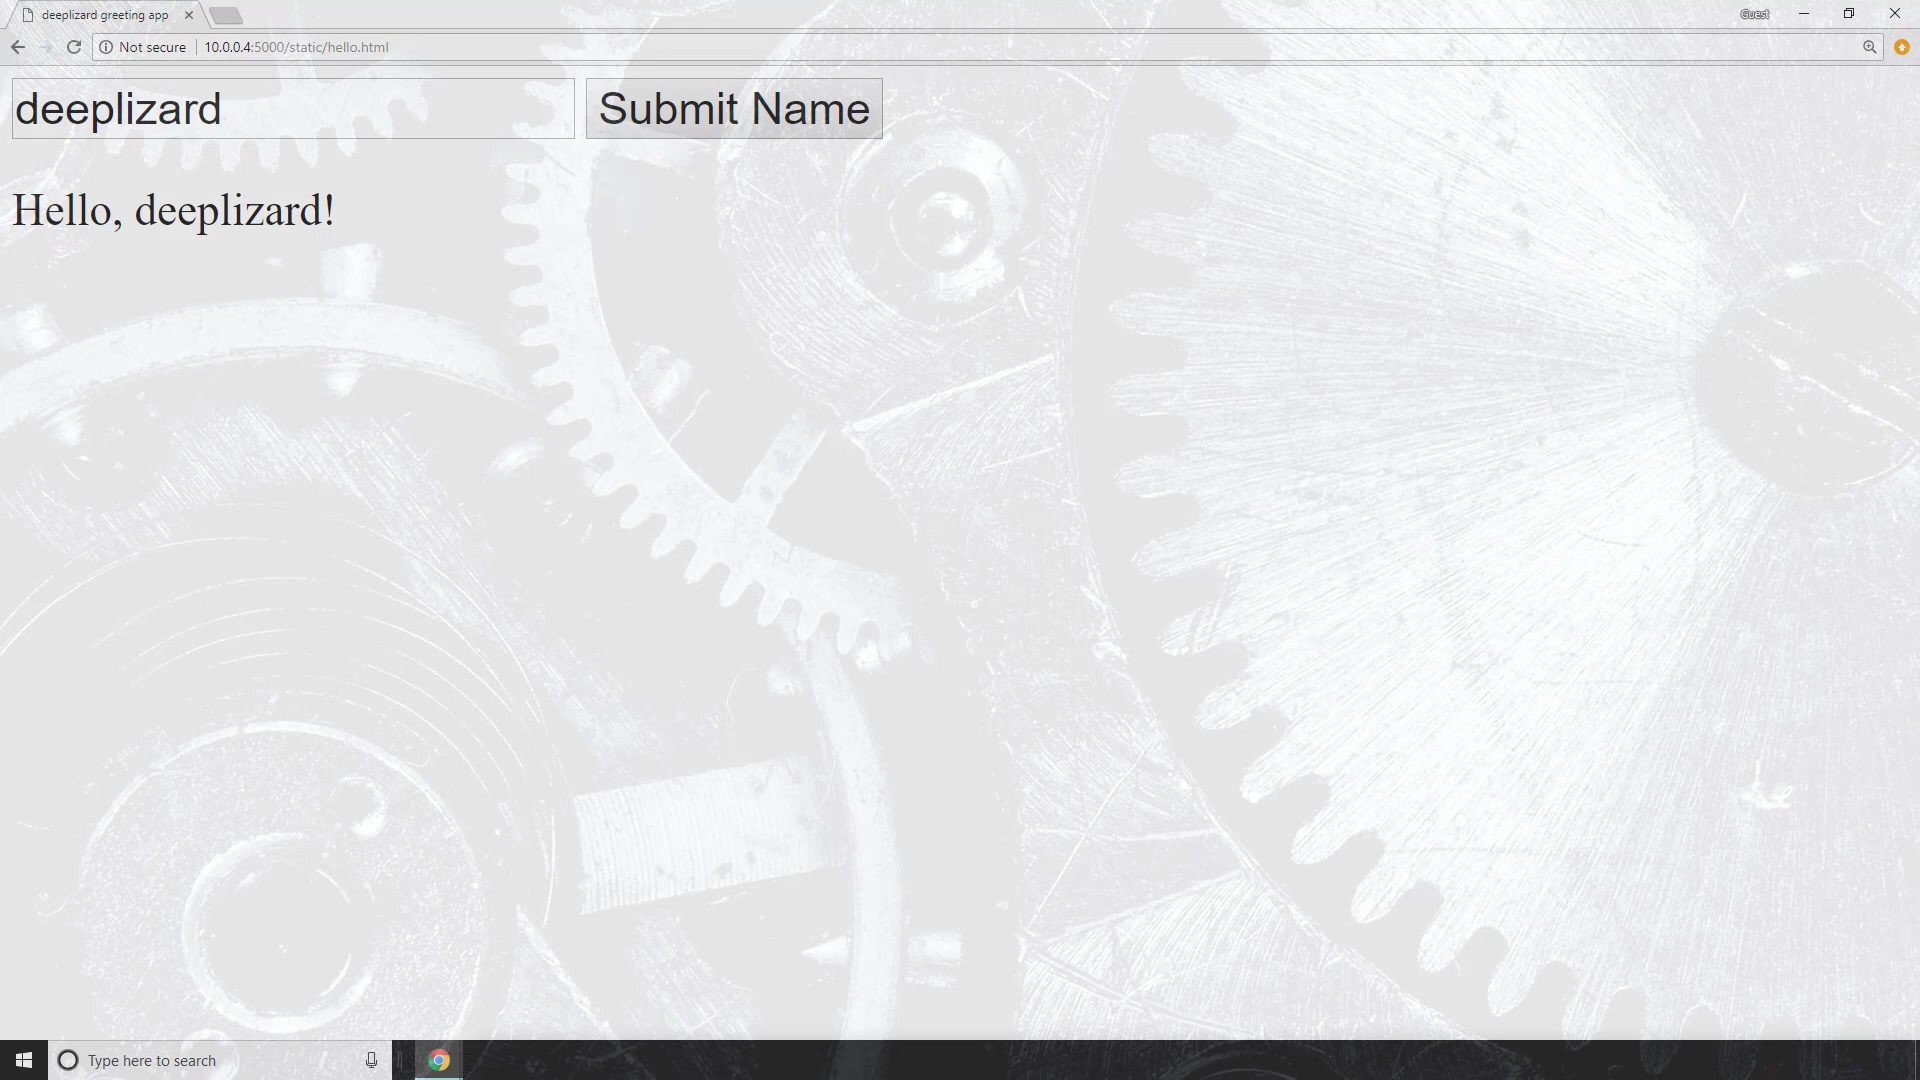 deeplizard greeting app
Guest
Not secure
10.0.0.4:5000/static/hello.html
deeplizard
Submit Name
Hello, deeplizard!
Type here to search